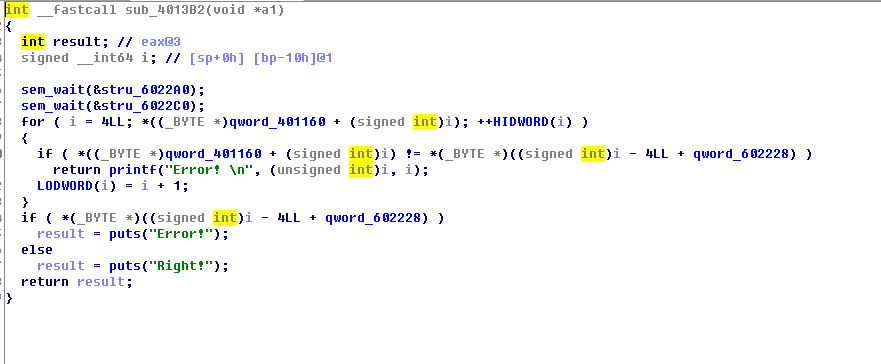 int __fastcall sub_4013B2(void *a1)
{
int result; // eax@3
signed __int64 i; // [sp+0h] [bp-10h]@1
sem_wait(&stru_6022A0);
sem_wait(&stru_6022C0);
for ( i = 4LL; *((_BYTE *)qword_401160 + (signed int)i); ++HIDWORD(i) )
{
if ( *((_BYTE *)qword_401160 + (signed int)i) != *(_BYTE *)((signed int)i - 4LL + qword_602228) )
return printf("Error! \n", (unsigned int)i, i);
LODWORD(i) = i + 1;
}
if ( *(_BYTE *)((signed int)i - 4LL + qword_602228) )
result = puts("Error!");
else
result = puts("Right!");
return result;
}